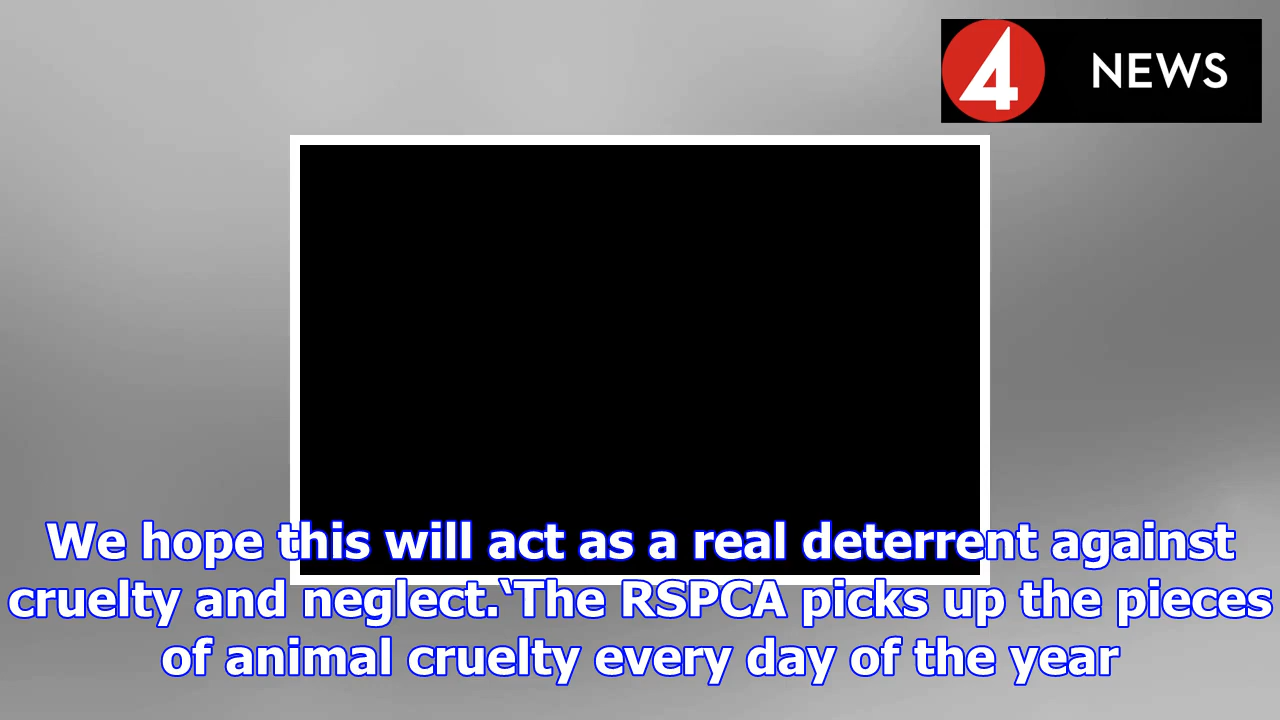 4 NEWS
We hope this will act as a real deterrent against
cruelty and neglect.‘The RSPCA picks up the pieces
of animal cruelty every day of the year